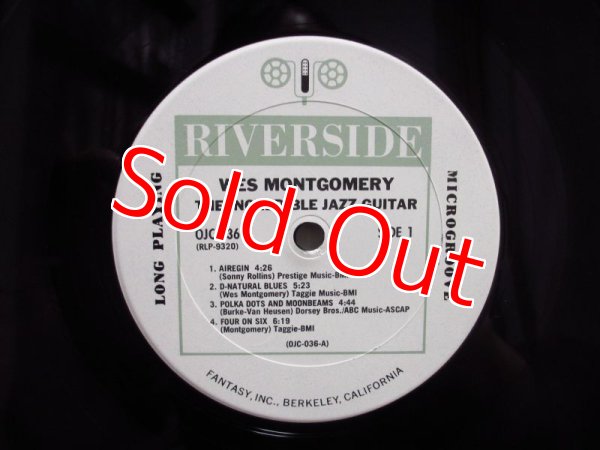 RIVERSIDE
WES MONTGOMERY
GUITAR
JAZZ
SIDE 1
(RLP-9320)
1. AIREGIN 4:26
(Sonny Rollins) Prestige Music-BMI
2. D-NATURAL BLUES 5:23
(Wes Montgomery) Taggie Music-BMI
3. POLKA DOTS AND MOONBEAMS 4:44
(Burke-Van Heusen) Dorsey Bros./ABC Music-ASCAP
4. FOUR ON SIX 6:19
(Montgomery) Taggie-BMI
(OJC-036-A)
LONG PLAYING
MICROGROOVE
FANTASY, INC., BERKELEY, CALIFORNIA
Sold Out